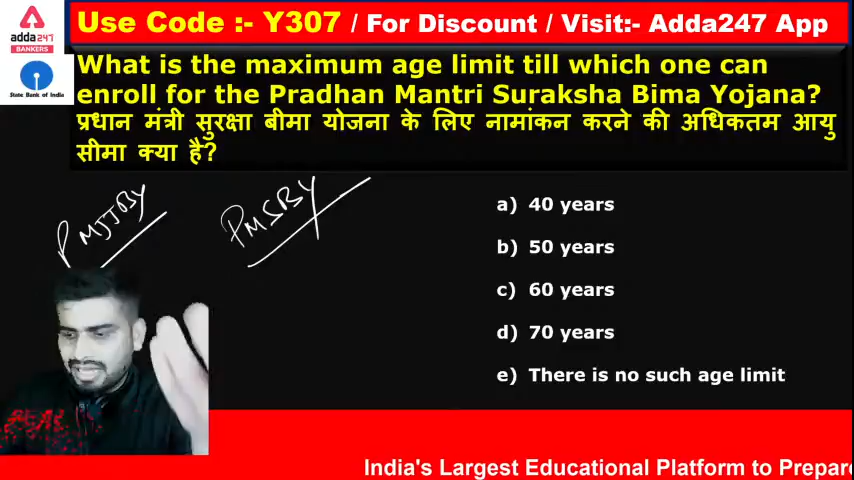 Use Code :- Y307 / For Discount / Visit:- Adda247 App
adda247
BANKERS
State Bank of India
What is the maximum age limit till which one can
enroll for the Pradhan Mantri Suraksha Bima Yojana?
प्रधान मंत्री सुरक्षा बीमा योजना के लिए नामांकन करने की अधिकतम आयु
सीमा क्या है?
PMJJBY
PMSBY
a) 40 years
b) 50 years
c) 60 years
d) 70 years
e) There is no such age limit
India's Largest Educational Platform to Prepare